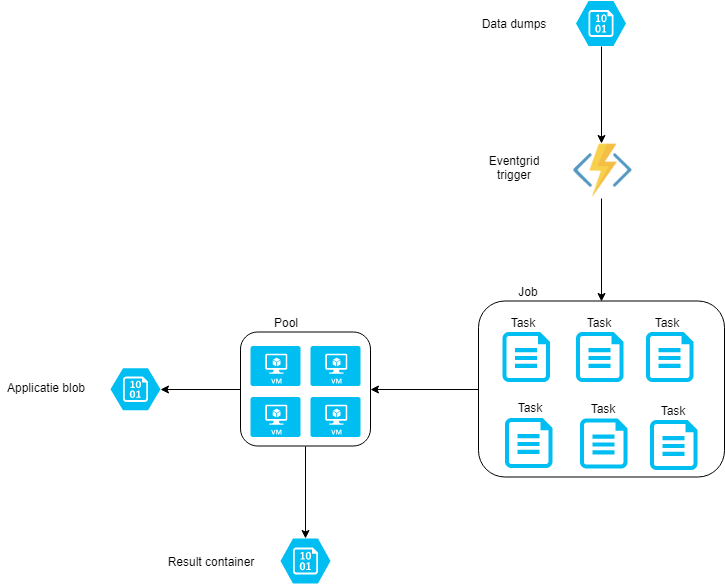 Data dumps
10
01
Eventgrid
trigger
Job
Task Task Task
Task Task Task
Pool
VM VM
VM VM
Applicatie blob
10
01
Result container
10
01